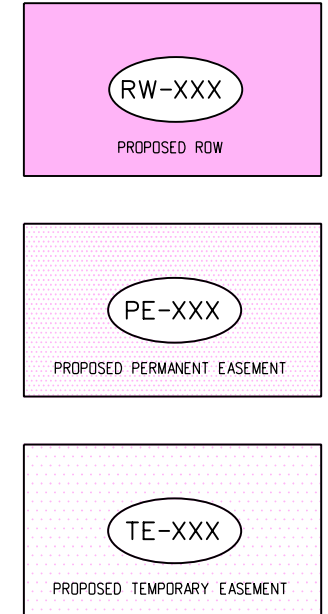 RW-XXX
PROPOSED ROW
PE-XXX
PROPOSED PERMANENT EASEMENT
TE-XXX
PROPOSED TEMPORARY EASEMENT